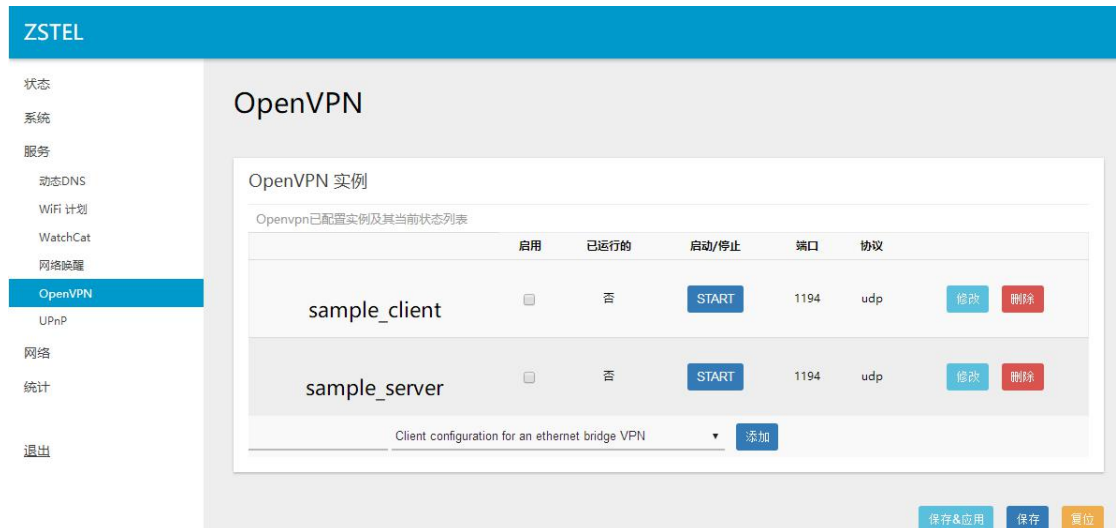 ZSTEL
状态
系统
服务
动态DNS
WiFi 计划
WatchCat
网络唤醒
OpenVPN
UPnP
网络
统计
退出
OpenVPN
OpenVPN 实例
Openvpn已配置实例及其当前状态列表
启用 已运行的 启动/停止 端口 协议
sample_client 否 START 1194 udp 修改 删除
sample_server 否 START 1194 udp 修改 删除
Client configuration for an ethernet bridge VPN 添加
保存&应用 保存 复位